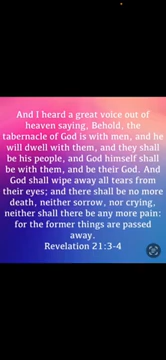 And I heard a great voice out of
heaven saying, Behold, the
tabernacle of God is with men, and he
will dwell with them, and they shall
be his people, and God himself shall
be with them, and be their God. And
God shall wipe away all tears from
their eyes; and there shall be no more
death, neither sorrow, nor crying,
neither shall there be any more pain:
for the former things are passed
away.
Revelation 21:3-4